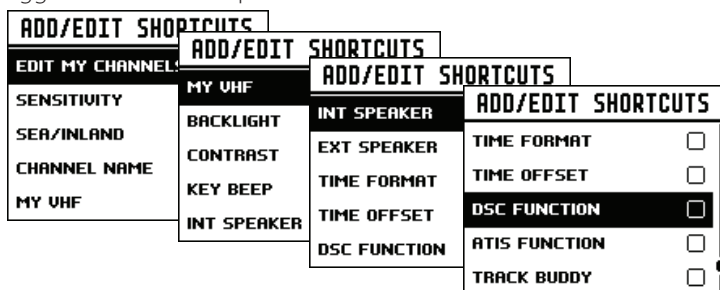 ADD/EDIT SHORTCUTS
EDIT MY CHANNELS
SENSITIVITY
SEA/INLAND
CHANNEL NAME
MY VHF
ADD/EDIT SHORTCUTS
MY VHF
BACKLIGHT
CONTRAST
KEY BEEP
INT SPEAKER
ADD/EDIT SHORTCUTS
INT SPEAKER
EXT SPEAKER
TIME FORMAT
TIME OFFSET
DSC FUNCTION
ADD/EDIT SHORTCUTS
TIME FORMAT
TIME OFFSET
DSC FUNCTION
ATIS FUNCTION
TRACK BUDDY